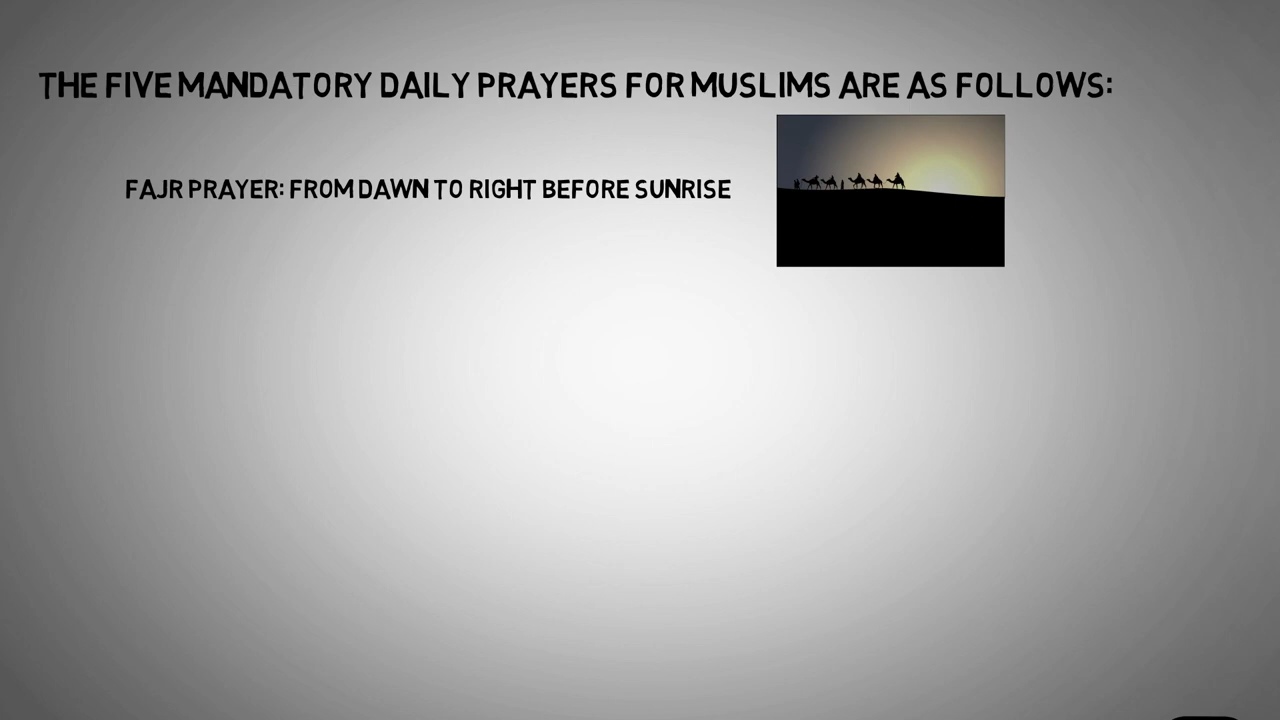 THE FIVE MANDATORY DAILY PRAYERS FOR MUSLIMS ARE AS FOLLOWS:
FAJR PRAYER: FROM DAWN TO RIGHT BEFORE SUNRISE